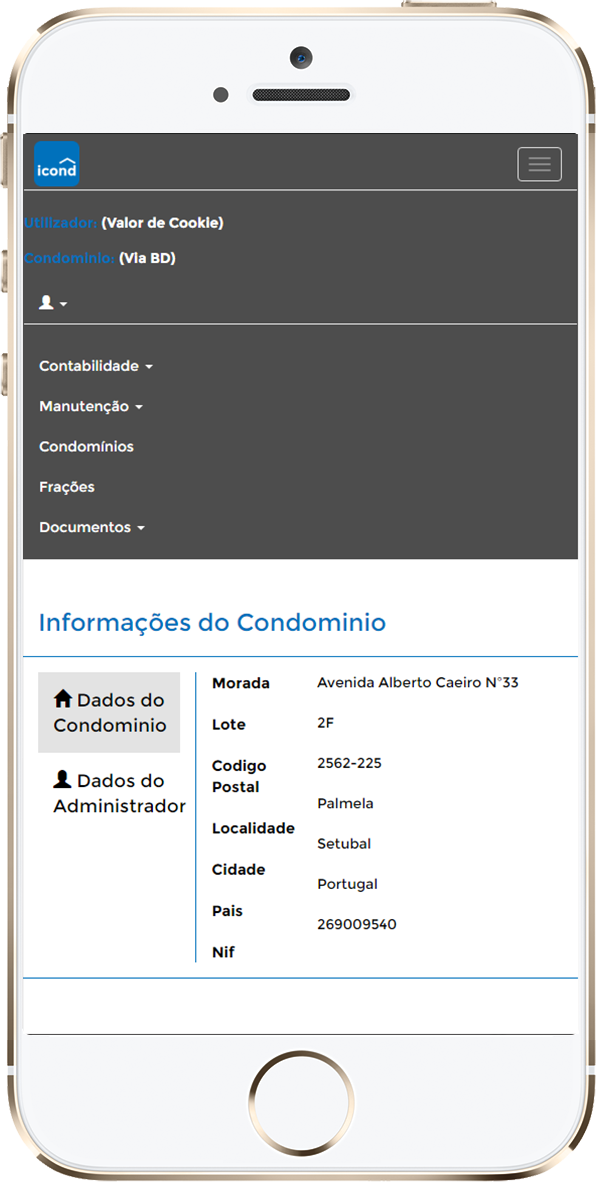 icond
Utilizador: (Valor de Cookie)
Condominio: (Via BD)
Contabilidade
Manutenção
Condomínios
Frações
Documentos
Informações do Condominio
Dados do
Condominio
Dados do
Administrador
Morada
Lote
Codigo
Postal
Localidade
Cidade
Pais
Nif
Avenida Alberto Caeiro Nº33
2F
2562-225
Palmela
Setubal
Portugal
269009540